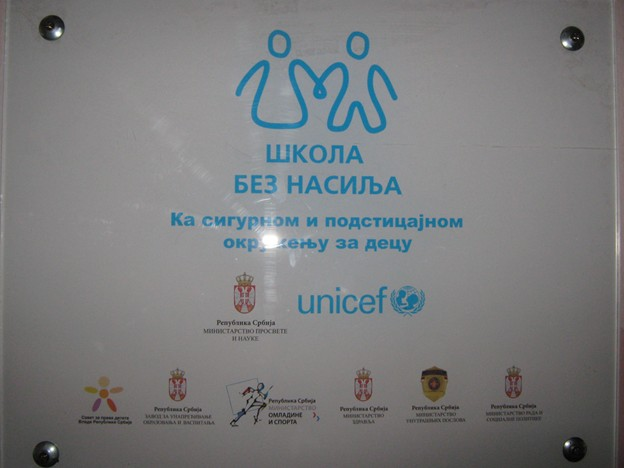 ШКОЛА
БЕЗ НАСИЉА
Ка сигурном и подстицајном
окружењу за децу
Република Србија
МИНИСТАРСТВО ПРОСВЕТЕ
И НАУКЕ
unicef
Савет за права детета
Владе Републике Србије
Република Србија
ЗАВОД ЗА УНАПРЕЂИВАЊЕ
ОБРАЗОВАЊА И ВАСПИТАЊА
Република Србија
МИНИСТАРСТВО
ОМЛАДИНЕ
И СПОРТА
Република Србија
МИНИСТАРСТВО
ЗДРАВЉА
Република Србија
МИНИСТАРСТВО
УНУТРАШЊИХ ПОСЛОВА
Република Србија
МИНИСТАРСТВО РАДА И
СОЦИЈАЛНЕ ПОЛИТИКЕ